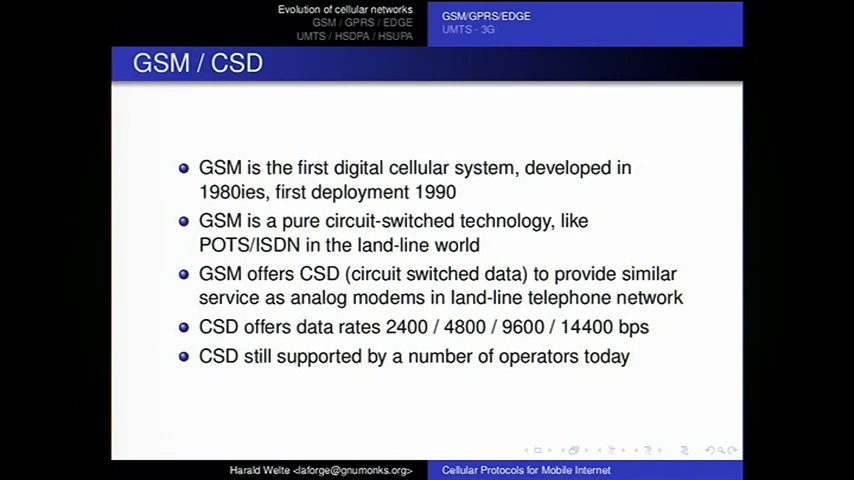 Evolution of cellular networks
GSM / GPRS / EDGE
UMTS / HSDPA / HSUPA
GSM/GPRS/EDGE
UMTS - 3G
GSM / CSD
GSM is the first digital cellular system, developed in
1980ies, first deployment 1990
GSM is a pure circuit-switched technology, like
POTS/ISDN in the land-line world
GSM offers CSD (circuit switched data) to provide similar
service as analog modems in land-line telephone network
CSD offers data rates 2400 / 4800 / 9600 / 14400 bps
CSD still supported by a number of operators today
Harald Welte <laforge@gnumonks.org>
Cellular Protocols for Mobile Internet